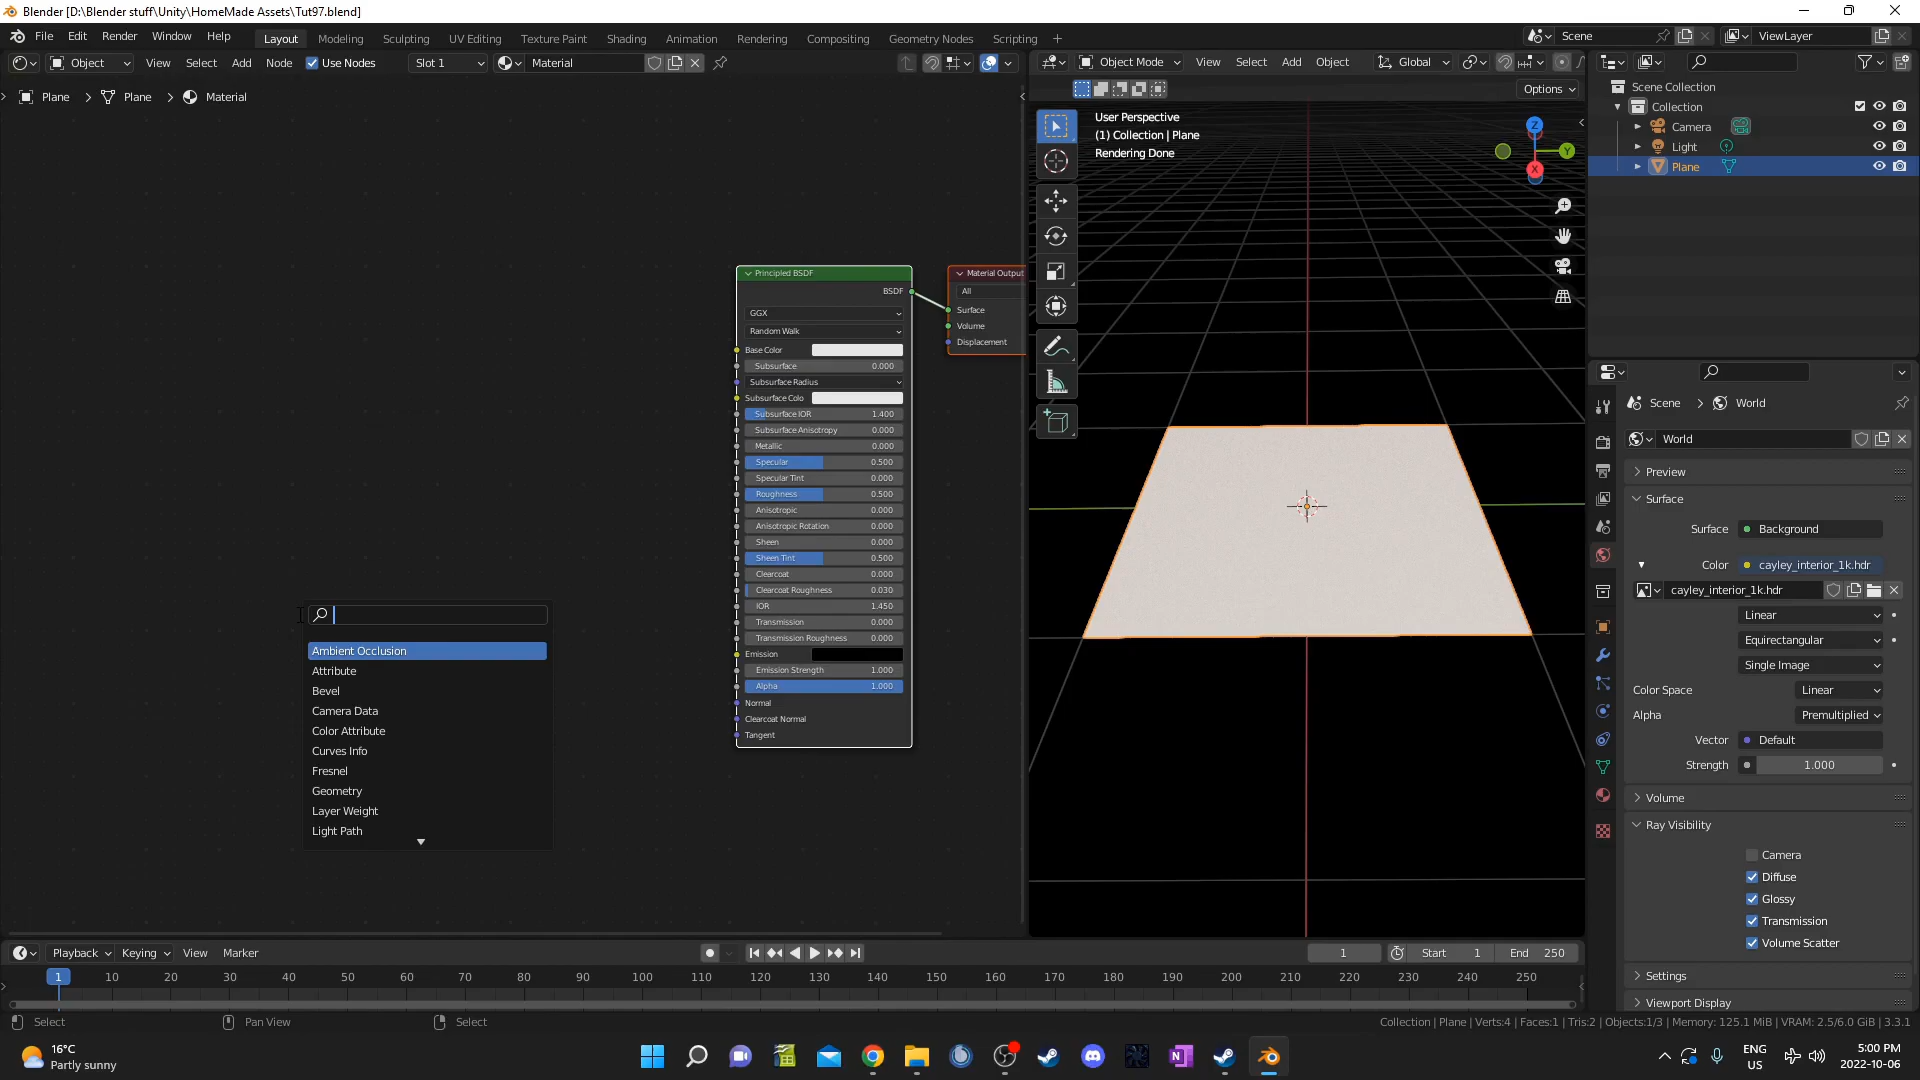 Blender [D:\Blender stuff\Unity\HomeMade Assets\Tut97.blend]
File Edit Render Window Help Layout Modeling Sculpting UV Editing Texture Paint Shading Animation Rendering Compositing Geometry Nodes Scripting + Scene ViewLayer
Object View Select Add Node Use Nodes Slot 1 Material Object Mode View Select Add Object Global
Plane > Plane > Material
Options
User Perspective
(1) Collection | Plane
Rendering Done
Z
Y
X
Scene Collection
Collection
Camera
Light
Plane
Principled BSDF
BSDF
GGX
Random Walk
Base Color
Subsurface 0.000
Subsurface Radius
Subsurface Colo
Subsurface IOR 1.400
Subsurface Anisotropy 0.000
Metallic 0.000
Specular 0.500
Specular Tint 0.000
Roughness 0.500
Anisotropic 0.000
Anisotropic Rotation 0.000
Sheen 0.000
Sheen Tint 0.500
Clearcoat 0.000
Clearcoat Roughness 0.030
IOR 1.450
Transmission 0.000
Transmission Roughness 0.000
Emission
Emission Strength 1.000
Alpha 1.000
Normal
Clearcoat Normal
Tangent
Material Output
All
Surface
Volume
Displacement
Ambient Occlusion
Attribute
Bevel
Camera Data
Color Attribute
Curves Info
Fresnel
Geometry
Layer Weight
Light Path
Scene > World
World
Preview
Surface
Surface Background
Color cayley_interior_1k.hdr
cayley_interior_1k.hdr
Linear
Equirectangular
Single Image
Color Space Linear
Alpha Premultiplied
Vector Default
Strength 1.000
Volume
Ray Visibility
Camera
Diffuse
Glossy
Transmission
Volume Scatter
Settings
Viewport Display
Playback Keying View Marker 1 Start 1 End 250
1 10 20 30 40 50 60 70 80 90 100 110 120 130 140 150 160 170 180 190 200 210 220 230 240 250
Select Pan View Select Collection | Plane | Verts:4 | Faces:1 | Tris:2 | Objects:1/3 | Memory: 125.1 MiB | VRAM: 2.5/6.0 GiB | 3.3.1
16°C
Partly sunny
ENG
US
5:00 PM
2022-10-06